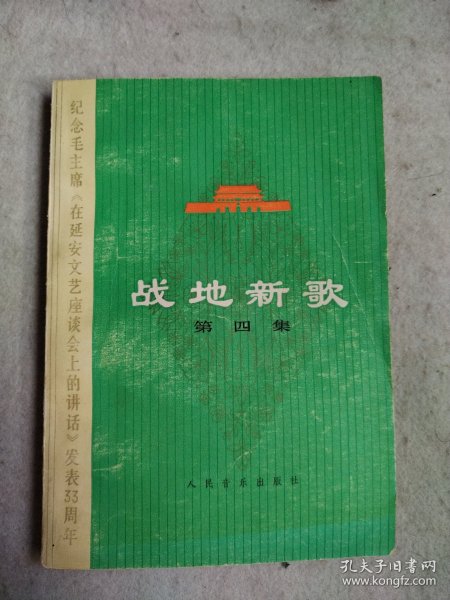 纪念毛主席《在延安文艺座谈会上的讲话》发表33周年
战地新歌
第四集
人民音乐出版社
孔夫子旧书网
www.kongfz.com